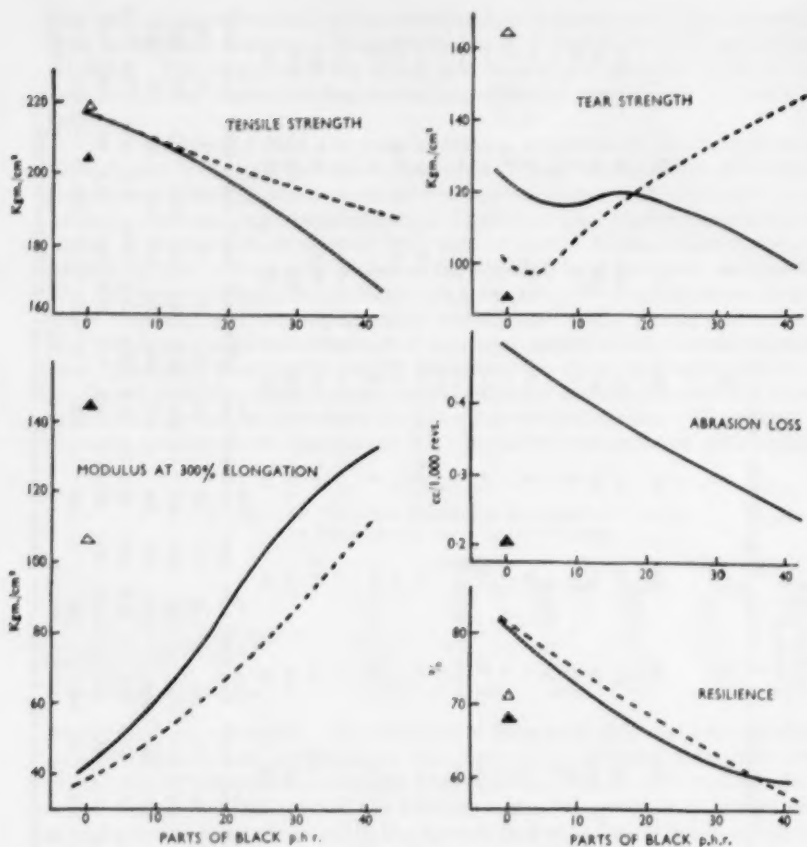 TENSILE STRENGTH
Kgm./cm²
220
200
180
160
0 10 20 30 40
MODULUS AT 300% ELONGATION
Kgm./cm²
140
120
100
80
60
40
0 10 20 30 40
PARTS OF BLACK p.h.r.
TEAR STRENGTH
Kgm./cm²
160
140
120
100
0 10 20 30 40
ABRASION LOSS
cc/1,000 revs.
0·4
0·3
0·2
0 10 20 30 40
RESILIENCE
%
80
70
60
0 10 20 30 40
PARTS OF BLACK p.h.r.